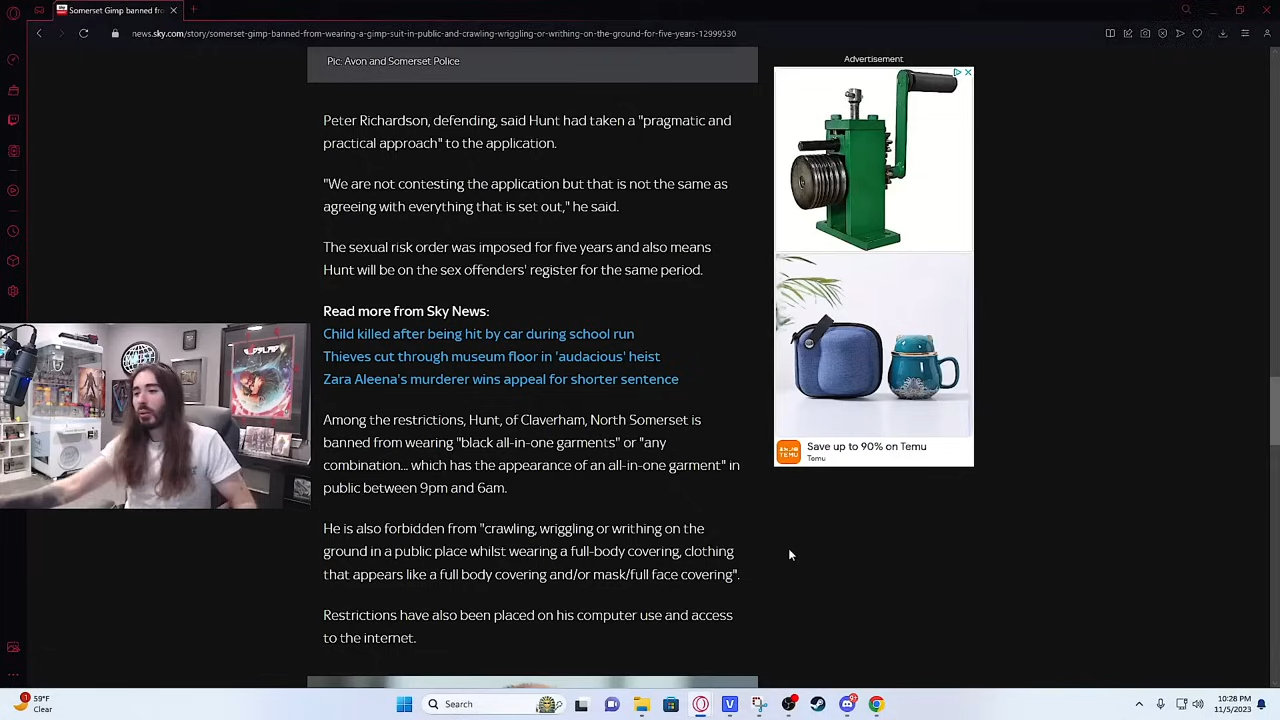 Somerset Gimp banned fro
news.sky.com/story/somerset-gimp-banned-from-wearing-a-gimp-suit-in-public-and-crawling-wriggling-or-writhing-on-the-ground-for-five-years-12999530
Pic: Avon and Somerset Police
Advertisement
Peter Richardson, defending, said Hunt had taken a "pragmatic and
practical approach" to the application.
"We are not contesting the application but that is not the same as
agreeing with everything that is set out," he said.
The sexual risk order was imposed for five years and also means
Hunt will be on the sex offenders' register for the same period.
Read more from Sky News:
Child killed after being hit by car during school run
Thieves cut through museum floor in 'audacious' heist
Zara Aleena's murderer wins appeal for shorter sentence
Among the restrictions, Hunt, of Claverham, North Somerset is
banned from wearing "black all-in-one garments" or "any
combination... which has the appearance of an all-in-one garment" in
public between 9pm and 6am.
He is also forbidden from "crawling, wriggling or writhing on the
ground in a public place whilst wearing a full-body covering, clothing
that appears like a full body covering and/or mask/full face covering".
Restrictions have also been placed on his computer use and access
to the internet.
TEMU
Save up to 90% on Temu
Temu
1
59°F
Clear
Search
12:28 PM
11/5/2023